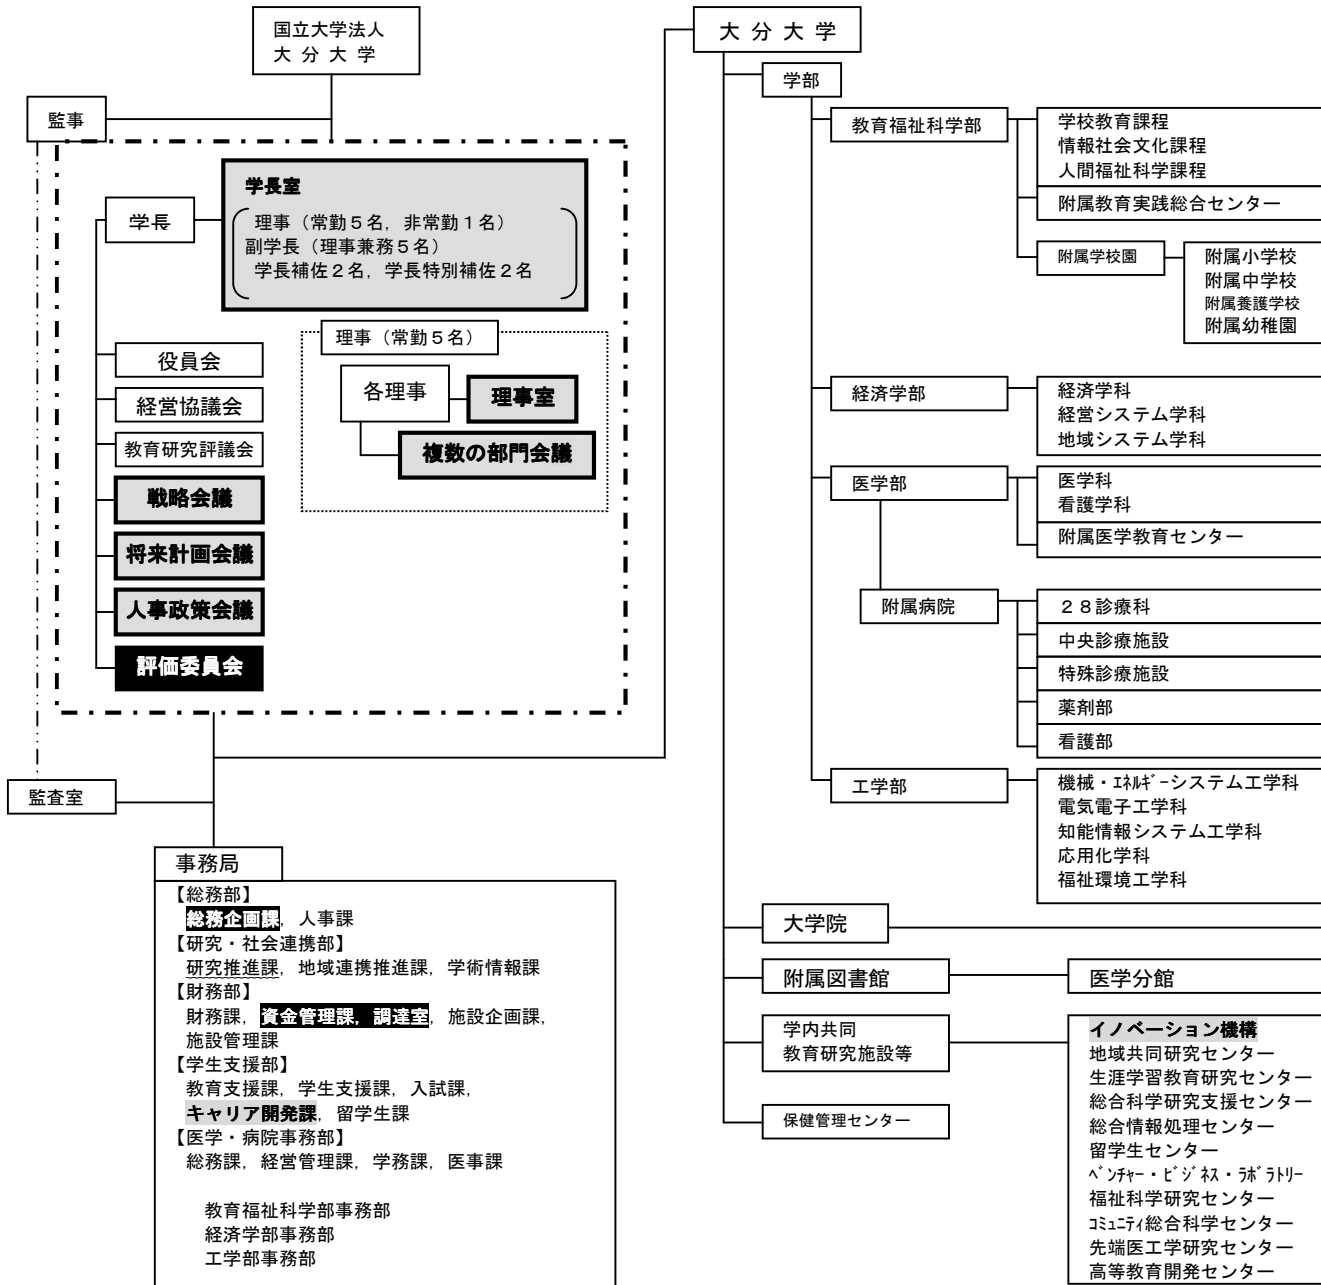 国立大学法人
大 分 大 学
監事
学長
学長室
理事（常勤５名，非常勤１名）
副学長（理事兼務５名）
学長補佐２名，学長特別補佐２名
理事（常勤５名）
各理事
理事室
複数の部門会議
役員会
経営協議会
教育研究評議会
戦略会議
将来計画会議
人事政策会議
評価委員会
監査室
事務局
【総務部】
総務企画課，人事課
【研究・社会連携部】
研究推進課，地域連携推進課，学術情報課
【財務部】
財務課，資金管理課，調達室，施設企画課，
施設管理課
【学生支援部】
教育支援課，学生支援課，入試課，
キャリア開発課，留学生課
【医学・病院事務部】
総務課，経営管理課，学務課，医事課
教育福祉科学部事務部
経済学部事務部
工学部事務部
大 分 大 学
学部
教育福祉科学部
学校教育課程
情報社会文化課程
人間福祉科学課程
附属教育実践総合センター
附属学校園
附属小学校
附属中学校
附属養護学校
附属幼稚園
経済学部
経済学科
経営システム学科
地域システム学科
医学部
医学科
看護学科
附属医学教育センター
附属病院
２８診療科
中央診療施設
特殊診療施設
薬剤部
看護部
工学部
機械・ｴﾈﾙｷﾞｰシステム工学科
電気電子工学科
知能情報システム工学科
応用化学科
福祉環境工学科
大学院
附属図書館
医学分館
学内共同
教育研究施設等
イノベーション機構
地域共同研究センター
生涯学習教育研究センター
総合科学研究支援センター
総合情報処理センター
留学生センター
ﾍﾞﾝﾁｬｰ・ﾋﾞｼﾞﾈｽ・ﾗﾎﾞﾗﾄﾘｰ
福祉科学研究センター
ｺﾐｭﾆﾃｨ総合科学センター
先端医工学研究センター
高等教育開発センター
保健管理センター